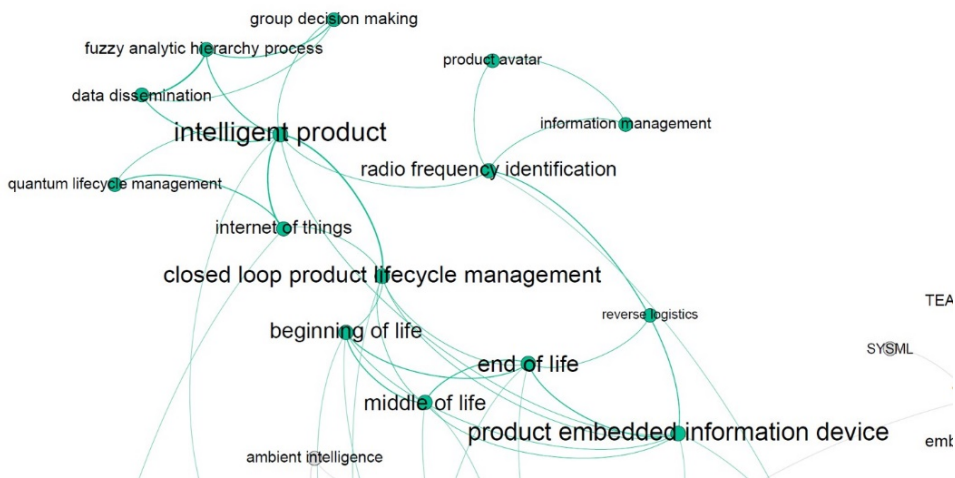 group decision making
fuzzy analytic hierarchy process
product avatar
data dissemination
information management
intelligent product
radio frequency identification
quantum lifecycle management
internet of things
closed loop product lifecycle management
TEA
reverse logistics
beginning of life
SYSML
end of life
middle of life
product embedded information device
emb
ambient intelligence